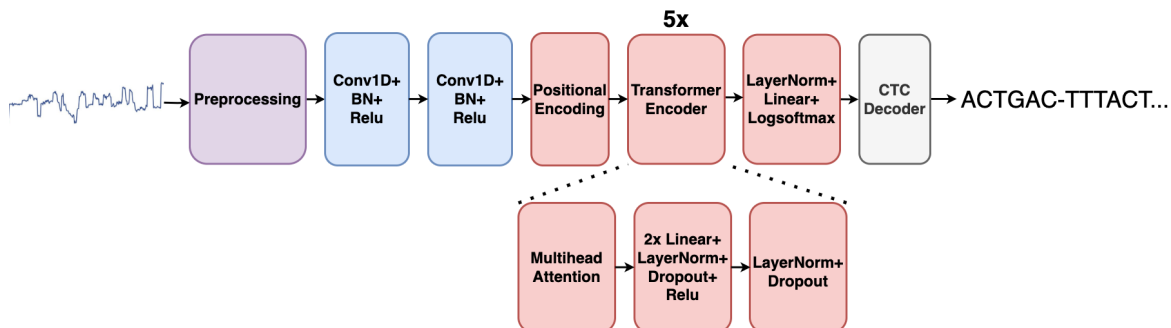 5x
Preprocessing
Conv1D+
BN+
Relu
Conv1D+
BN+
Relu
Positional
Encoding
Transformer
Encoder
LayerNorm+
Linear+
Logsoftmax
CTC
Decoder
ACTGAC-TTTACT...
Multihead
Attention
2x Linear+
LayerNorm+
Dropout+
Relu
LayerNorm+
Dropout